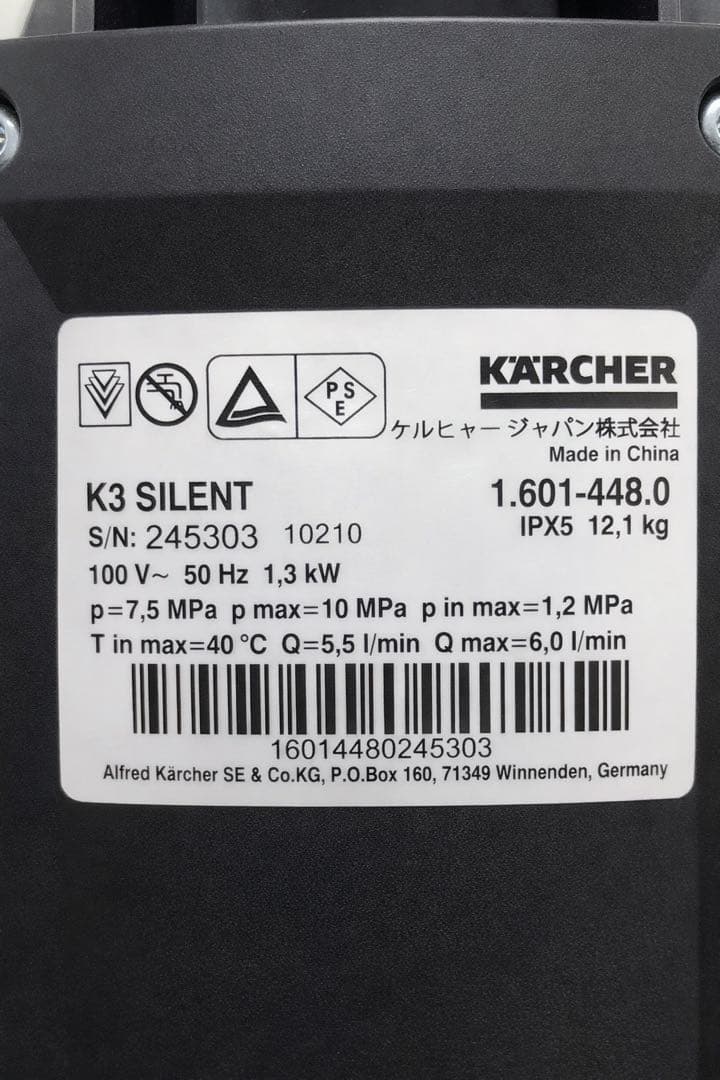 P S
E
KÄRCHER
ケルヒャー ジャパン株式会社
Made in China
K3 SILENT
1.601-448.0
S/N: 245303 10210
IPX5 12,1 kg
100 V~ 50 Hz 1,3 kW
p=7,5 MPa p max=10 MPa p in max=1,2 MPa
T in max=40 °C Q=5,5 l/min Q max=6,0 l/min
16014480245303
Alfred Kärcher SE & Co.KG, P.O.Box 160, 71349 Winnenden, Germany